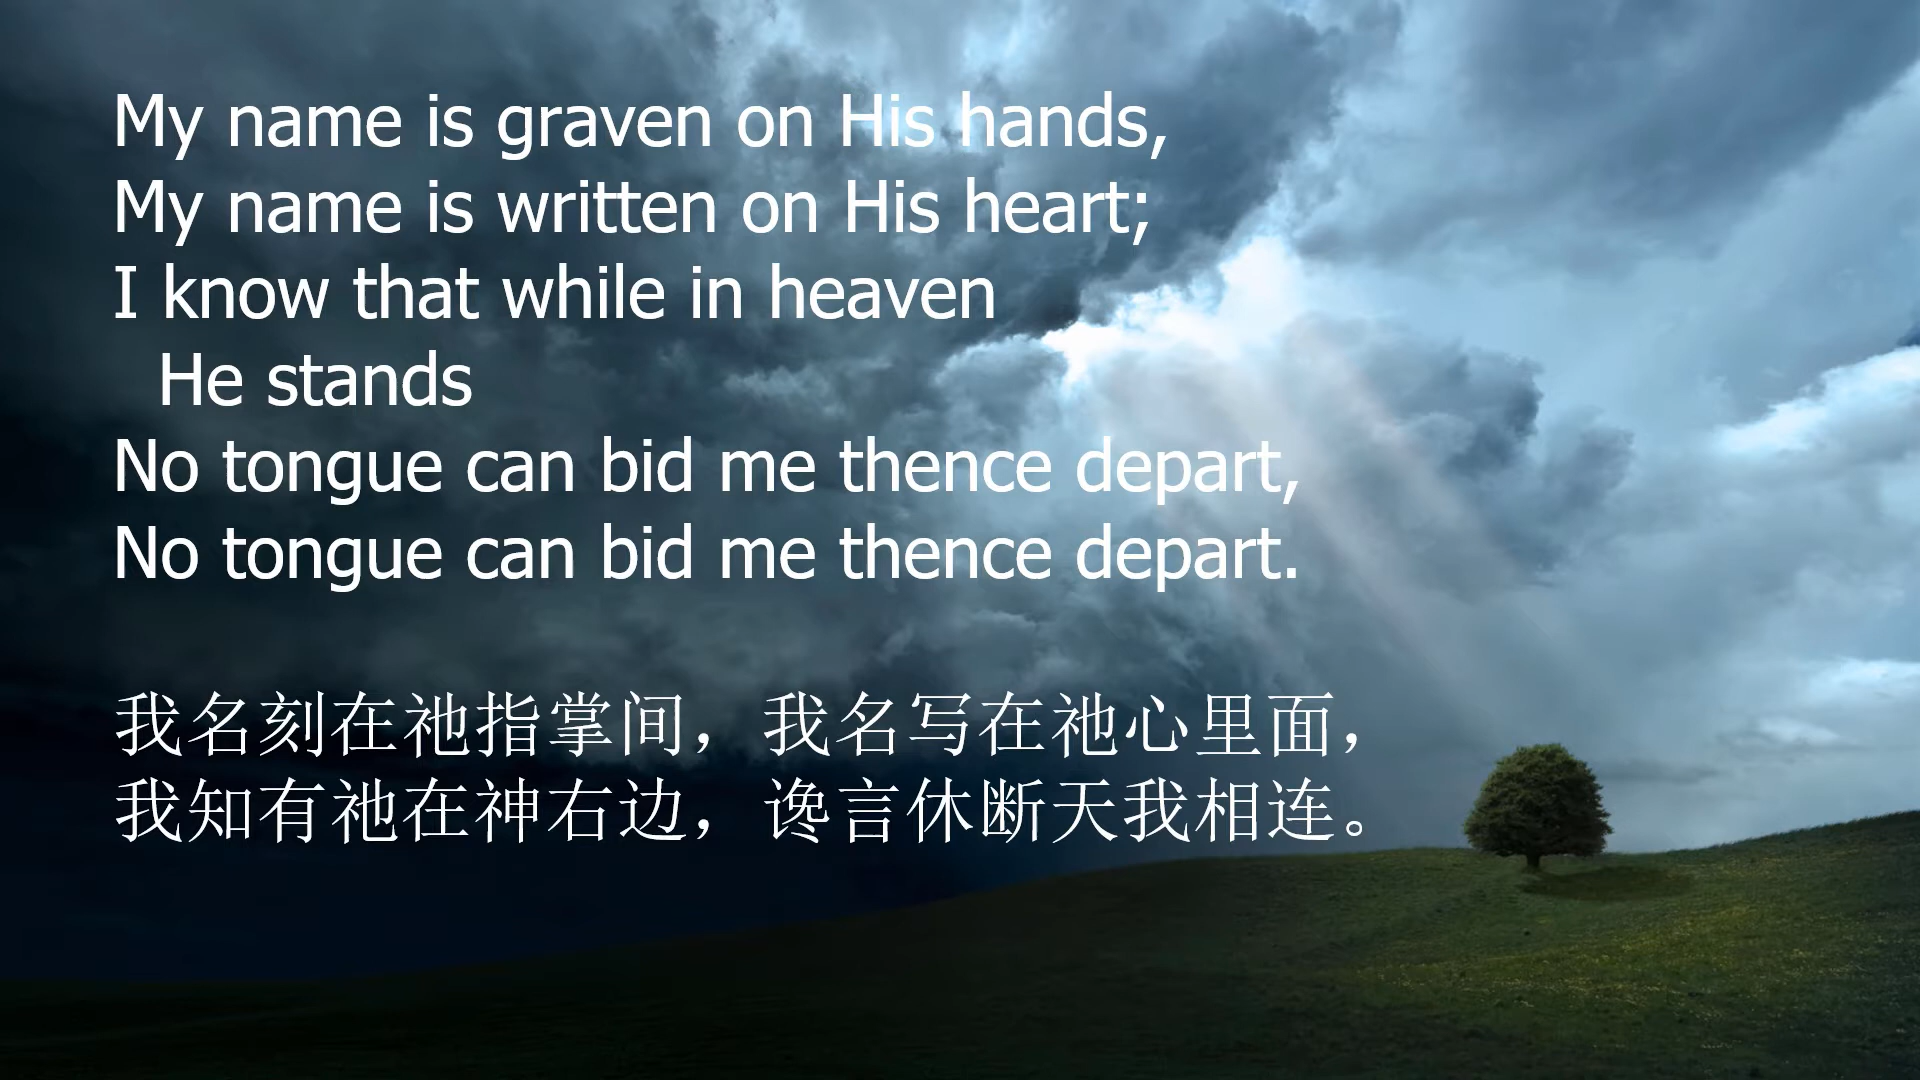 My name is graven on His hands,
My name is written on His heart;
I know that while in heaven
He stands
No tongue can bid me thence depart,
No tongue can bid me thence depart.
我名刻在祂指掌间，我名写在祂心里面，
我知有祂在神右边，谗言休断天我相连。